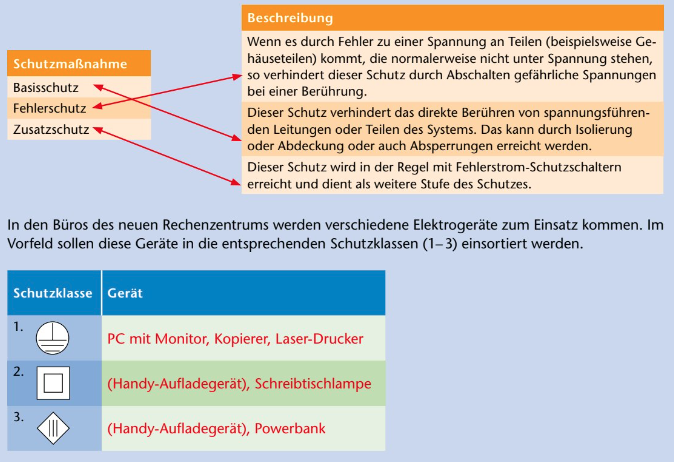 Beschreibung
Schutzmaßnahme
Basisschutz
Fehlerschutz
Zusatzschutz
Wenn es durch Fehler zu einer Spannung an Teilen (beispielsweise Ge-
häuseteilen) kommt, die normalerweise nicht unter Spannung stehen,
so verhindert dieser Schutz durch Abschalten gefährliche Spannungen
bei einer Berührung.
Dieser Schutz verhindert das direkte Berühren von spannungsführen-
den Leitungen oder Teilen des Systems. Das kann durch Isolierung
oder Abdeckung oder auch Absperrungen erreicht werden.
Dieser Schutz wird in der Regel mit Fehlerstrom-Schutzschaltern
erreicht und dient als weitere Stufe des Schutzes.
In den Büros des neuen Rechenzentrums werden verschiedene Elektrogeräte zum Einsatz kommen. Im
Vorfeld sollen diese Geräte in die entsprechenden Schutzklassen (1–3) einsortiert werden.
Schutzklasse Gerät
1. PC mit Monitor, Kopierer, Laser-Drucker
2. (Handy-Aufladegerät), Schreibtischlampe
3. (Handy-Aufladegerät), Powerbank